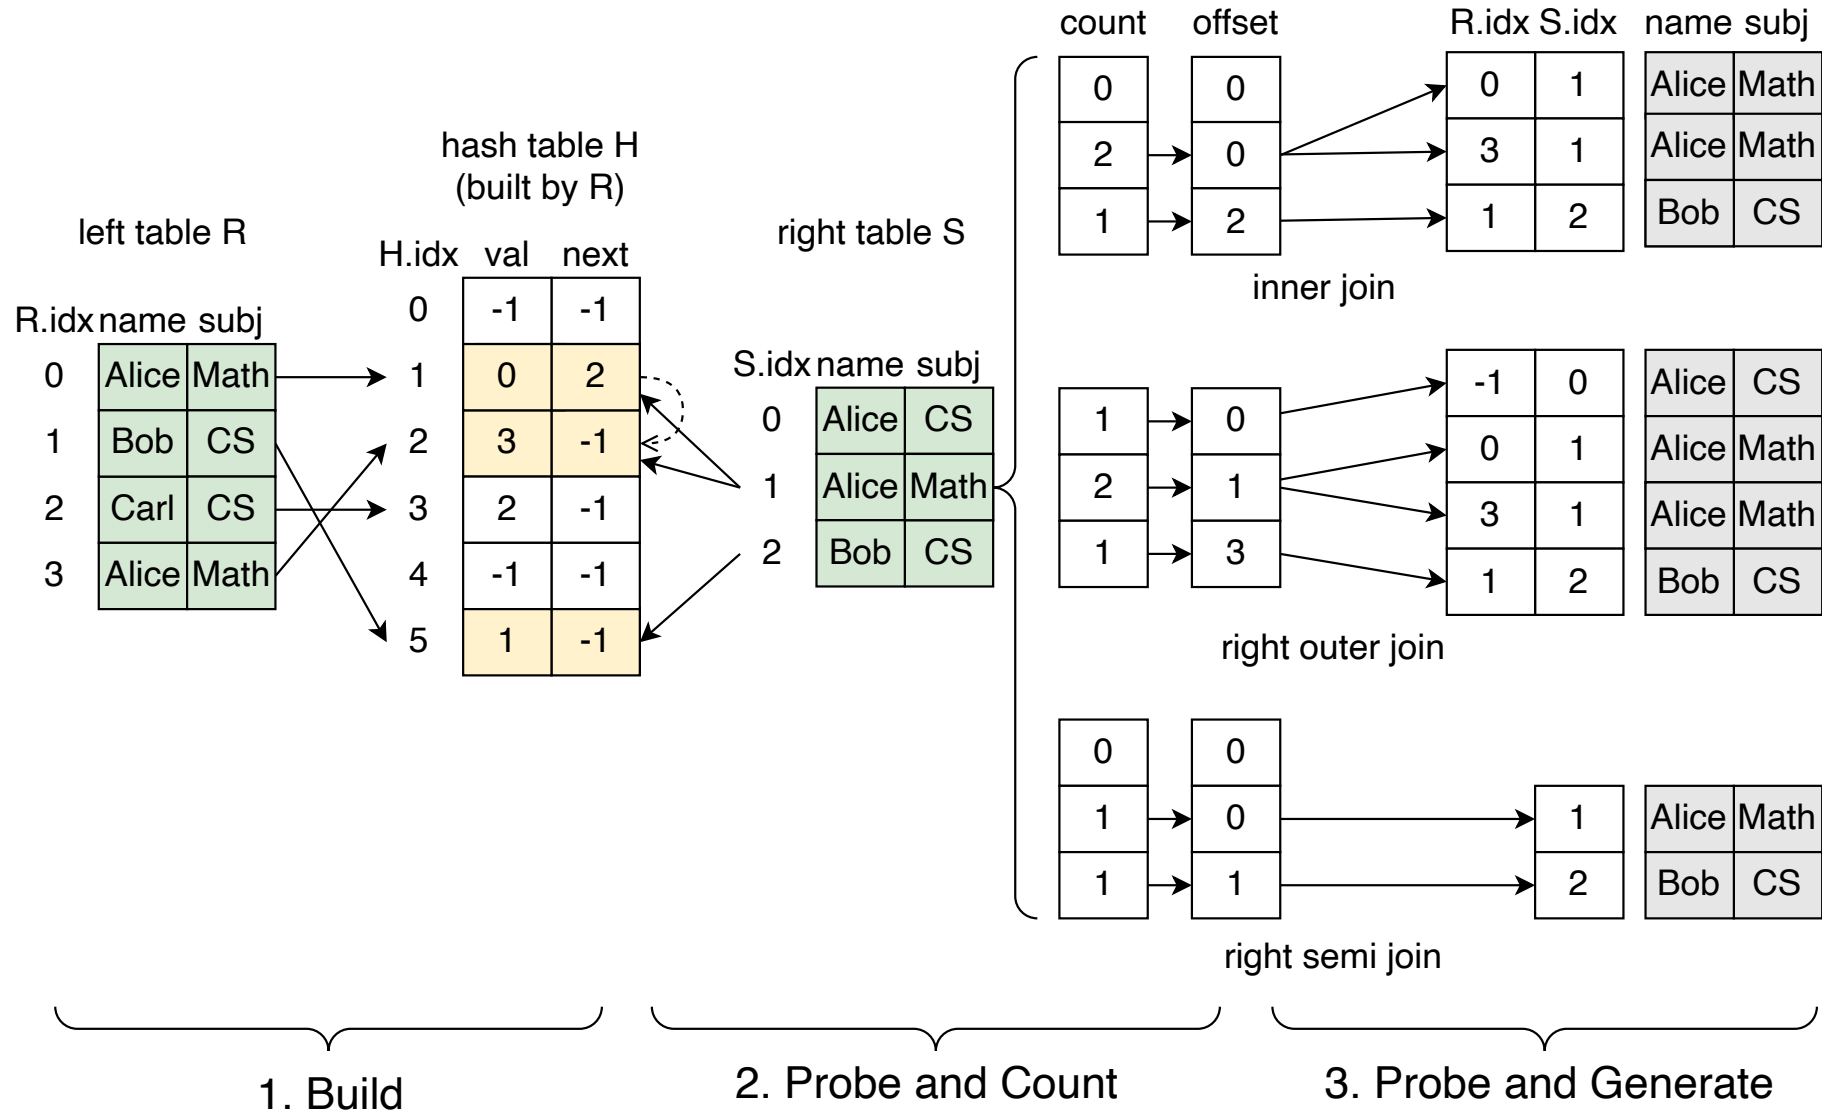 left table R
R.idx name subj
0 Alice Math
1 Bob CS
2 Carl CS
3 Alice Math
hash table H
(built by R)
H.idx val next
0 -1 -1
1 0 2
2 3 -1
3 2 -1
4 -1 -1
5 1 -1
right table S
S.idx name subj
0 Alice CS
1 Alice Math
2 Bob CS
count offset R.idx S.idx name subj
0 0 0 1 Alice Math
2 0 3 1 Alice Math
1 2 1 2 Bob CS
inner join
1 0
2 1
1 3
-1 0 Alice CS
0 1 Alice Math
3 1 Alice Math
1 2 Bob CS
right outer join
0 0
1 0 1 Alice Math
1 1 2 Bob CS
right semi join
1. Build
2. Probe and Count
3. Probe and Generate